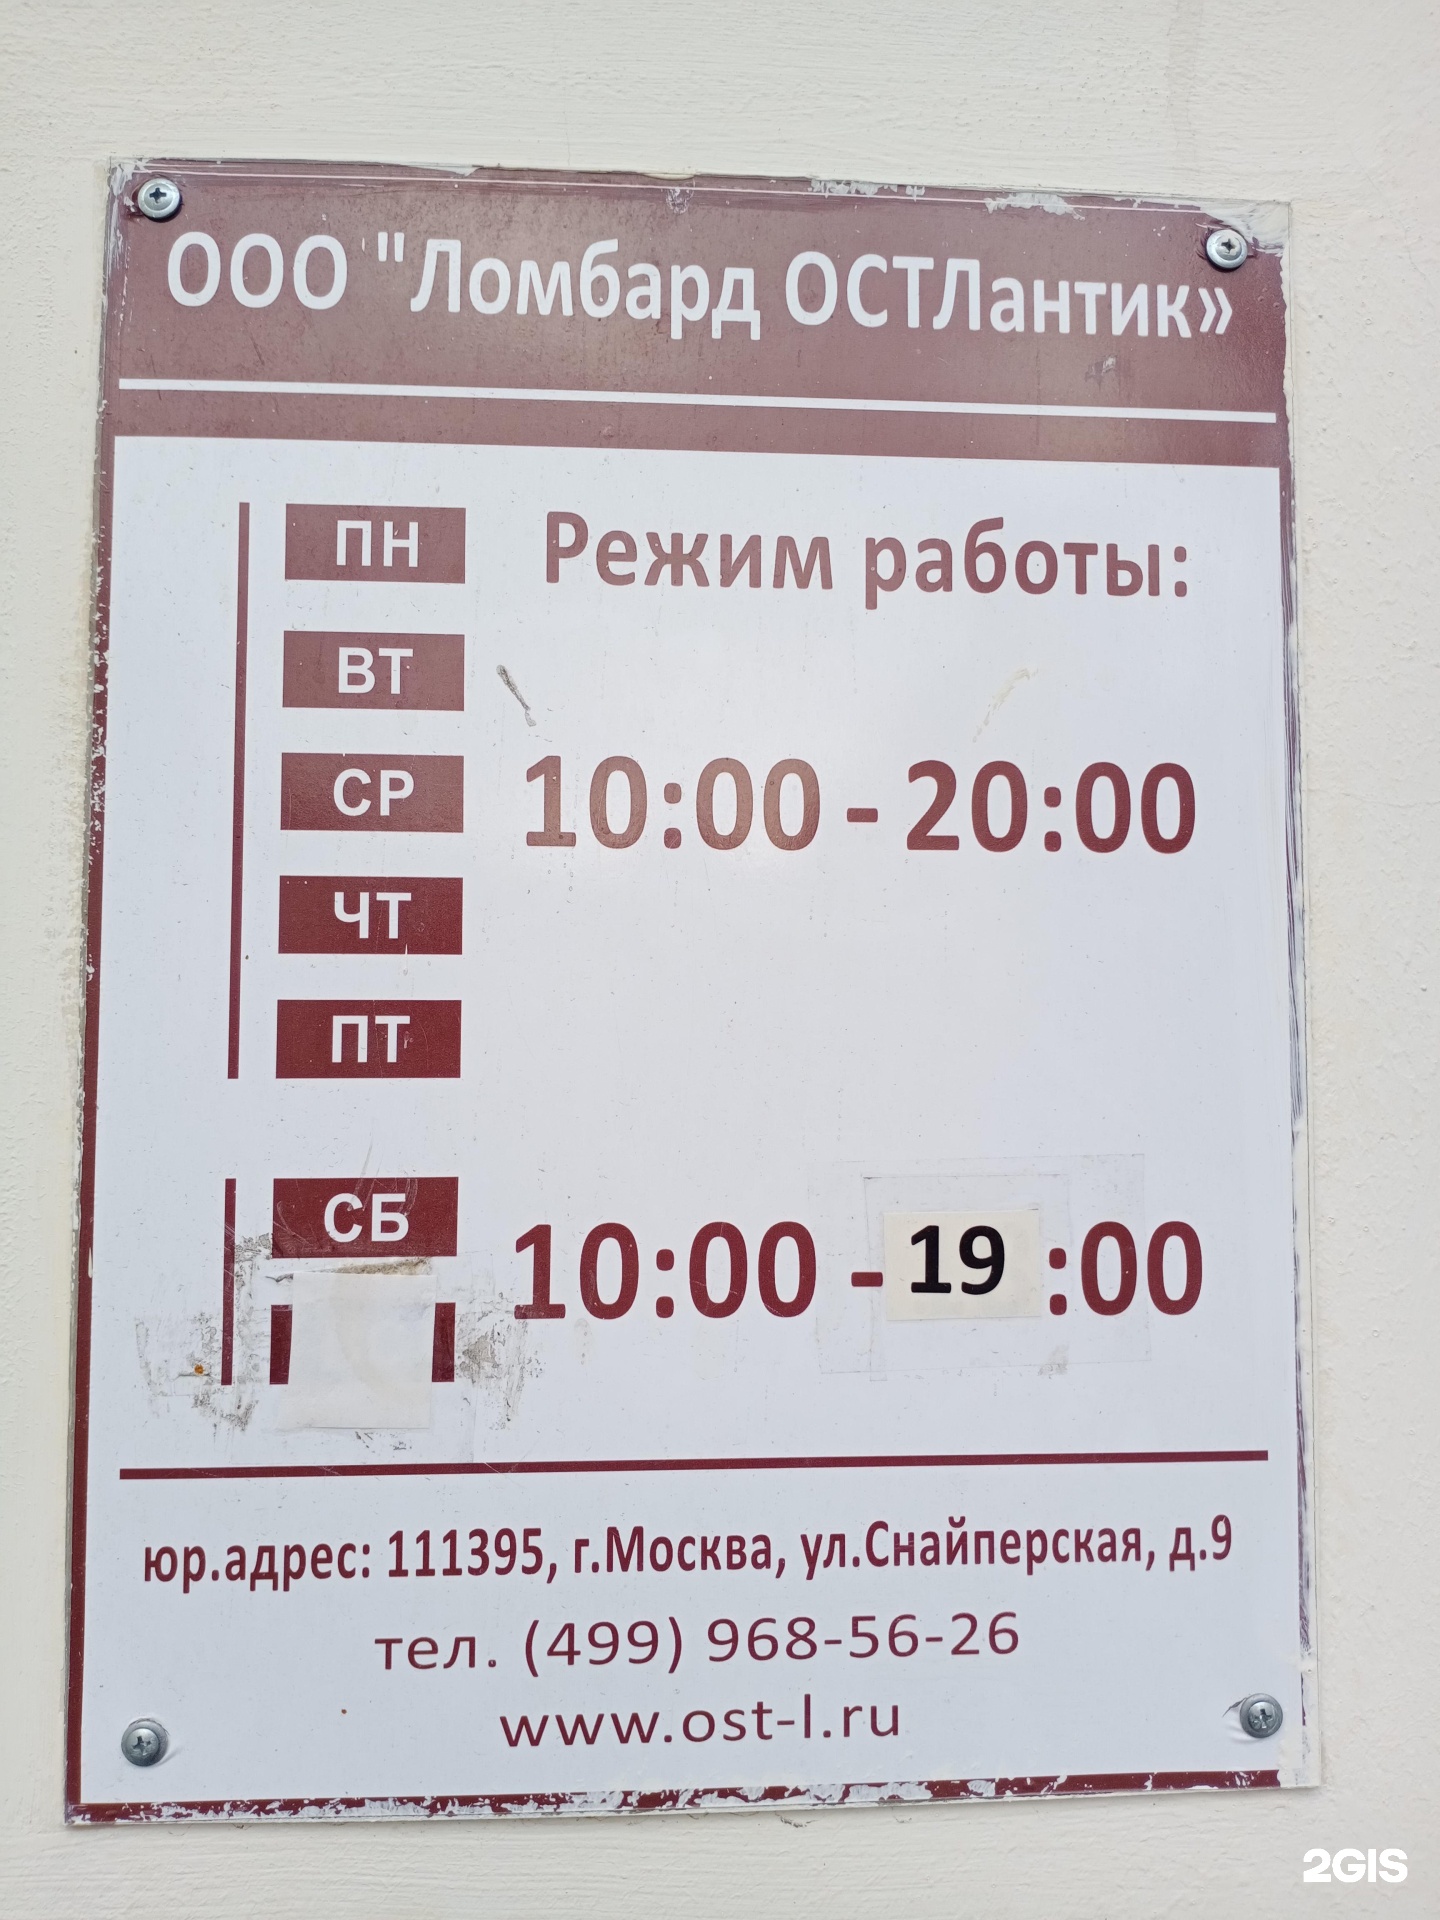 ООО "Ломбард ОСТЛантик»
Режим работы:
ПН
ВТ
СР
ЧТ
ПТ
10:00 - 20:00
СБ
10:00 - 19:00
юр.адрес: 111395, г.Москва, ул.Снайперская, д.9
тел. (499) 968-56-26
www.ost-l.ru
2GIS